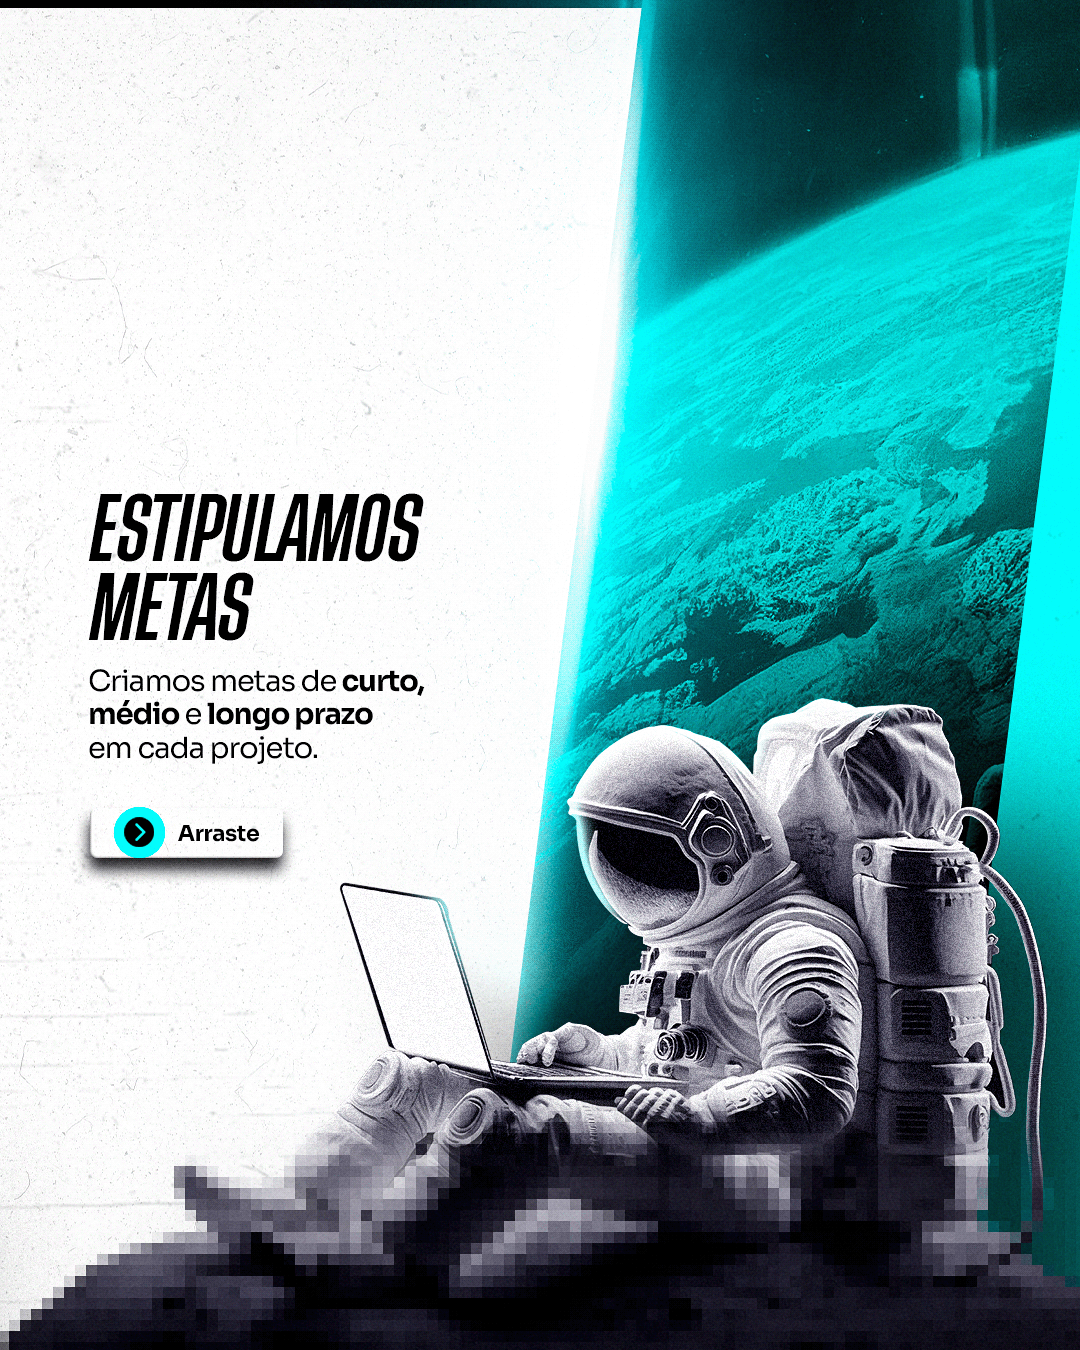 ESTIPULAMOS
METAS
Criamos metas de curto,
médio e longo prazo
em cada projeto.
Arraste